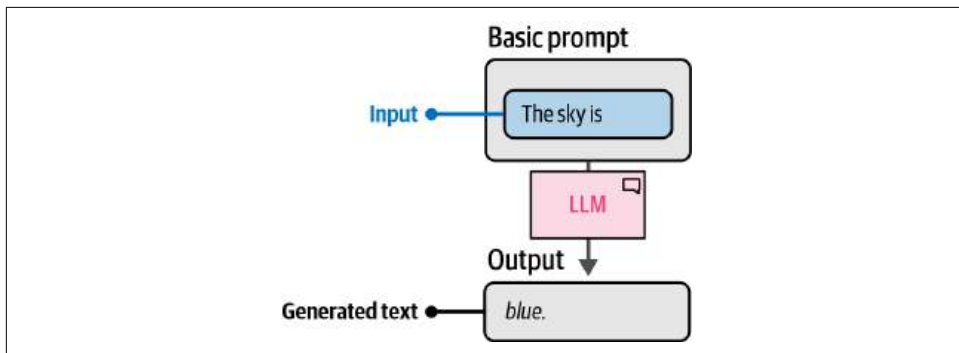 Basic prompt
Input
The sky is
LLM
Output
Generated text
blue.